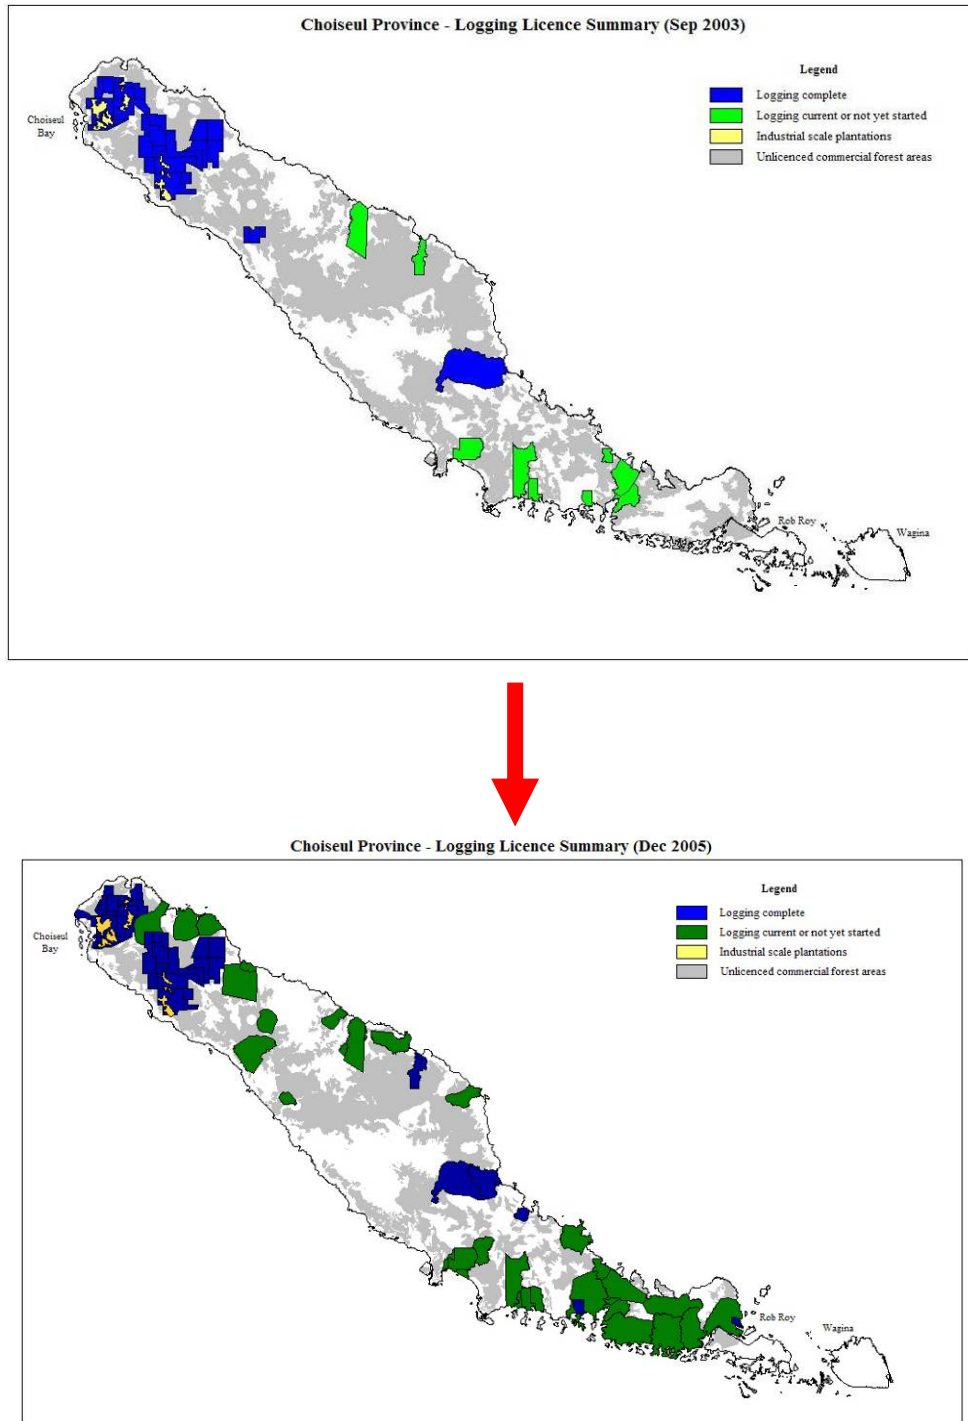 Choiseul Province - Logging Licence Summary (Sep 2003)
Legend
Logging complete
Logging current or not yet started
Industrial scale plantations
Unlicenced commercial forest areas
Choiseul
Bay
Rob Roy
Wagina
Choiseul Province - Logging Licence Summary (Dec 2005)
Legend
Logging complete
Logging current or not yet started
Industrial scale plantations
Unlicenced commercial forest areas
Choiseul
Bay
Rob Roy
Wagina